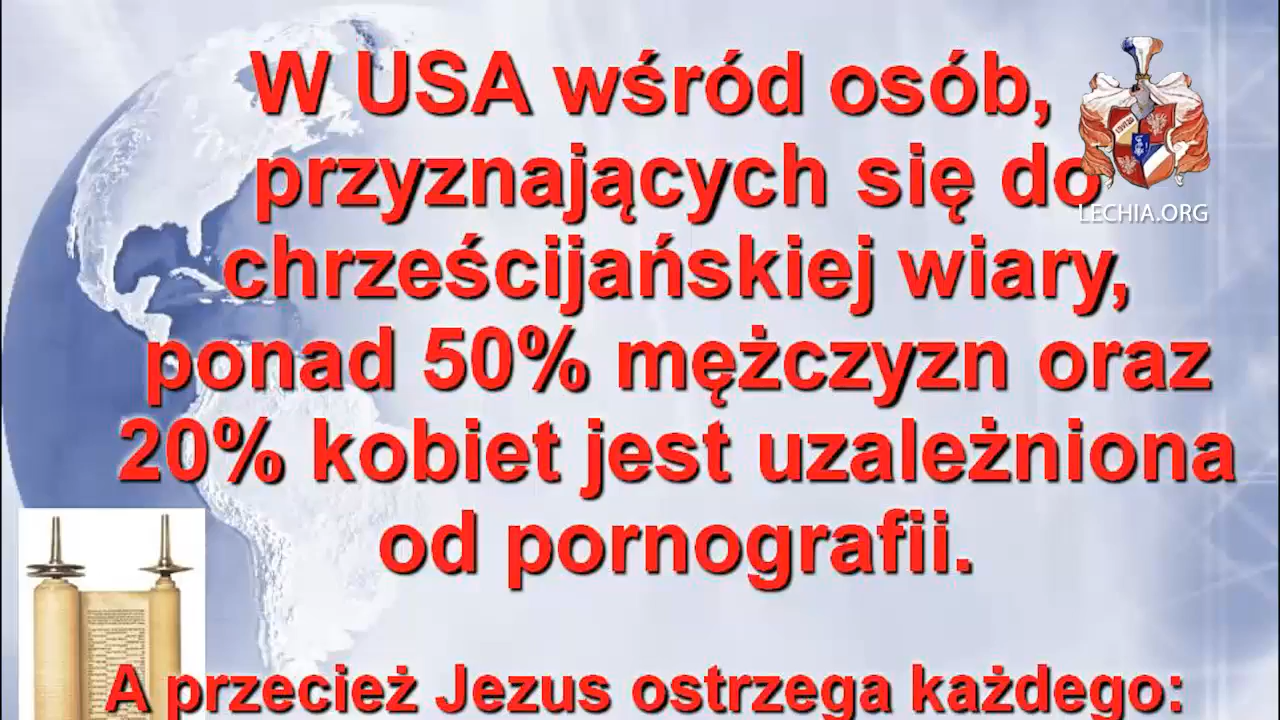 W USA wśród osób,
przyznających się do
LECHIA.ORG
chrześcijańskiej wiary,
ponad 50% mężczyzn oraz
20% kobiet jest uzależniona
od pornografii.
A przecież Jezus ostrzega każdego: